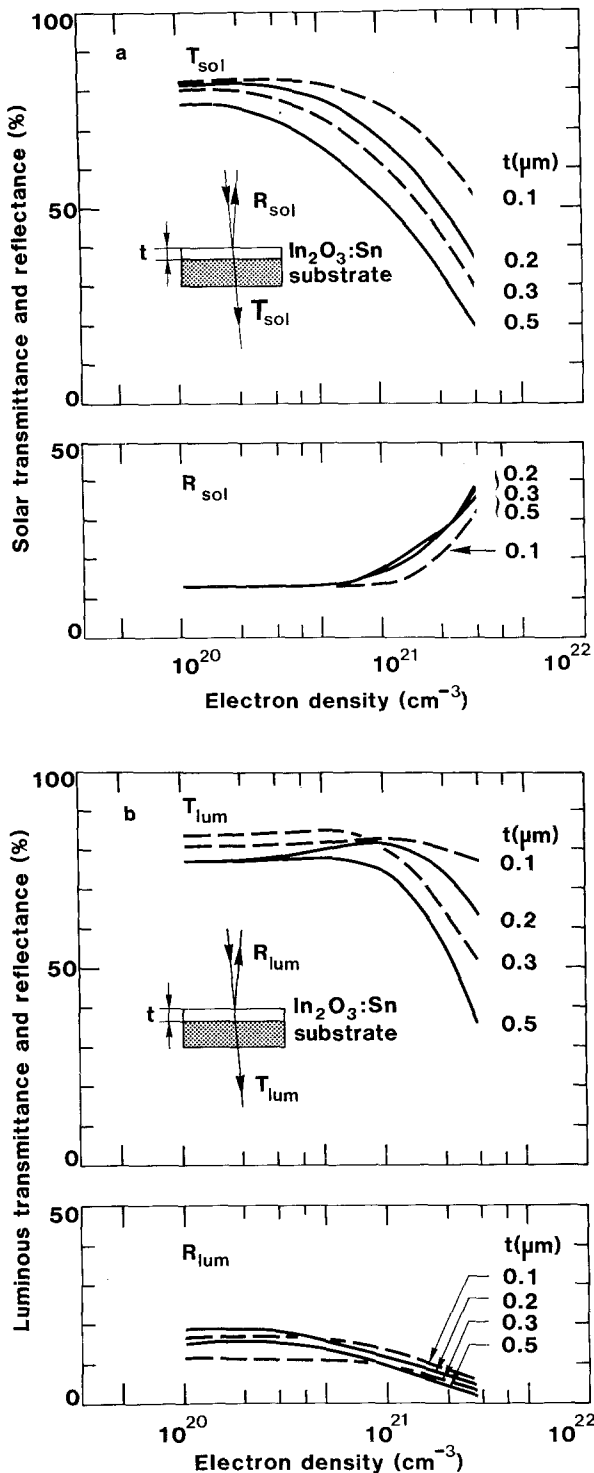 Solar transmittance and reflectance (%)
100
a
T_sol
t(μm)
0.1
50
R_sol
0.2
t
In₂O₃:Sn
substrate
0.3
T_sol
0.5
0
50
R_sol
0.2
0.3
0.5
0.1
0
10²⁰
10²¹
10²²
Electron density (cm⁻³)
Luminous transmittance and reflectance (%)
100
b
T_lum
t(μm)
0.1
0.2
50
R_lum
0.3
t
In₂O₃:Sn
substrate
0.5
T_lum
0
50
R_lum
t(μm)
0.1
0.2
0.3
0.5
0
10²⁰
10²¹
10²²
Electron density (cm⁻³)